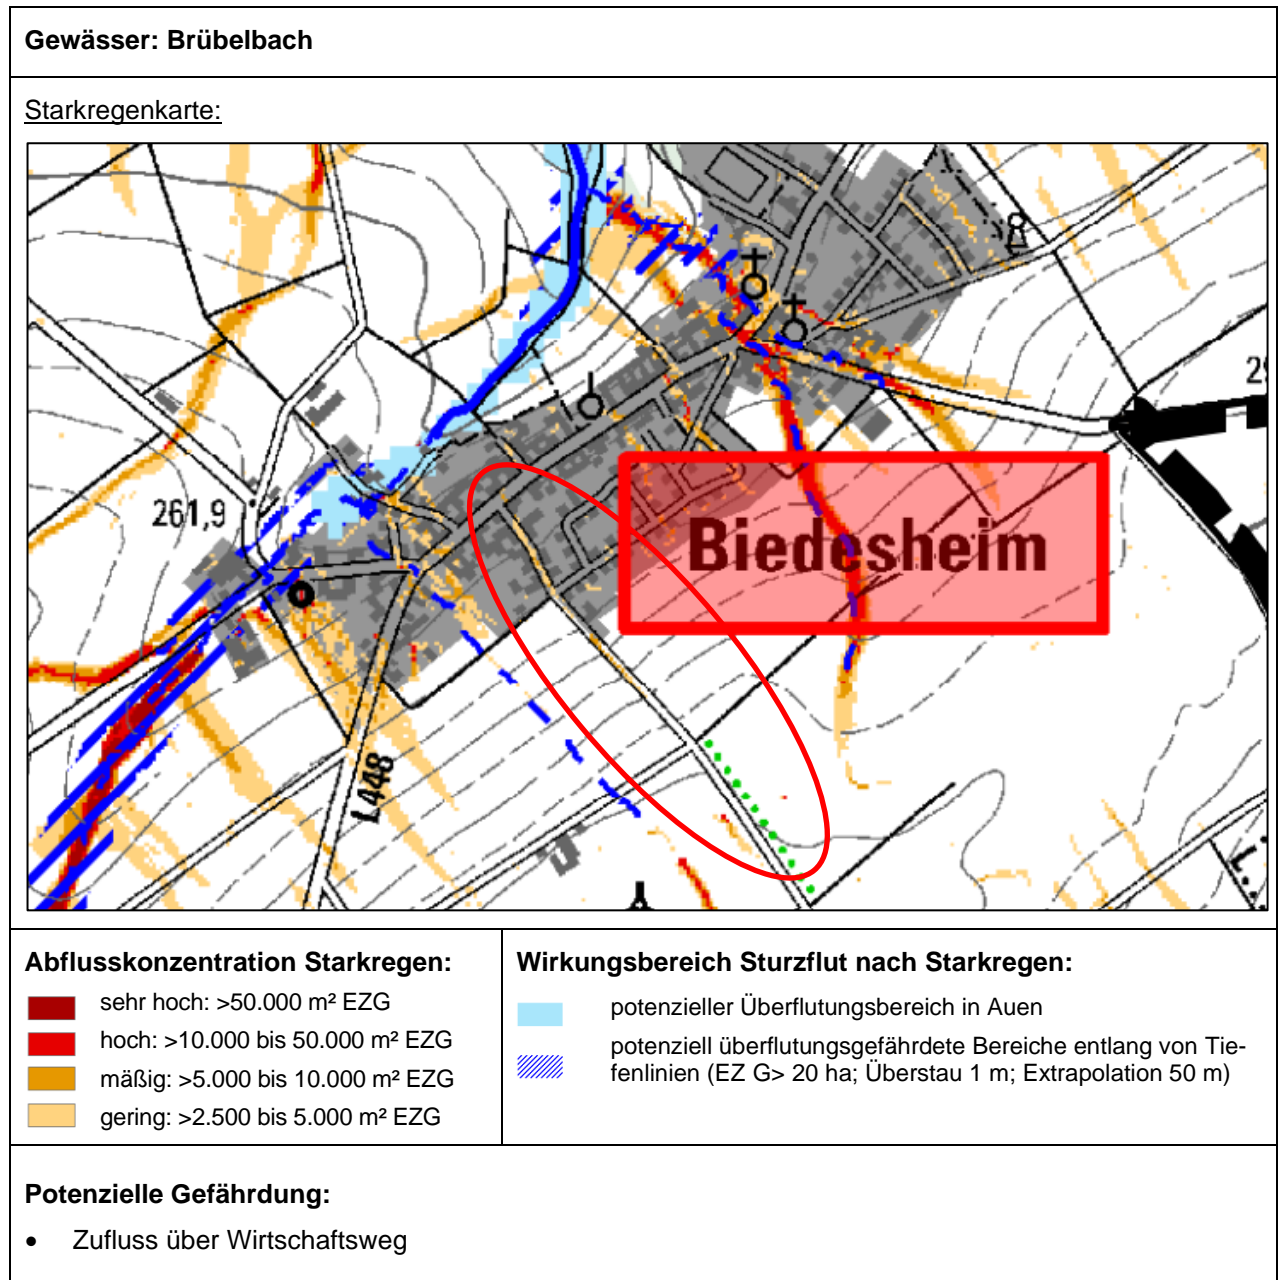 Gewässer: Brübelbach
Starkregenkarte:
29
261,9
Biedesheim
L448
Abflusskonzentration Starkregen:
sehr hoch: >50.000 m² EZG
hoch: >10.000 bis 50.000 m² EZG
mäßig: >5.000 bis 10.000 m² EZG
gering: >2.500 bis 5.000 m² EZG
Wirkungsbereich Sturzflut nach Starkregen:
potenzieller Überflutungsbereich in Auen
potenziell überflutungsgefährdete Bereiche entlang von Tie-
fenlinien (EZ G> 20 ha; Überstau 1 m; Extrapolation 50 m)
Potenzielle Gefährdung:
• Zufluss über Wirtschaftsweg